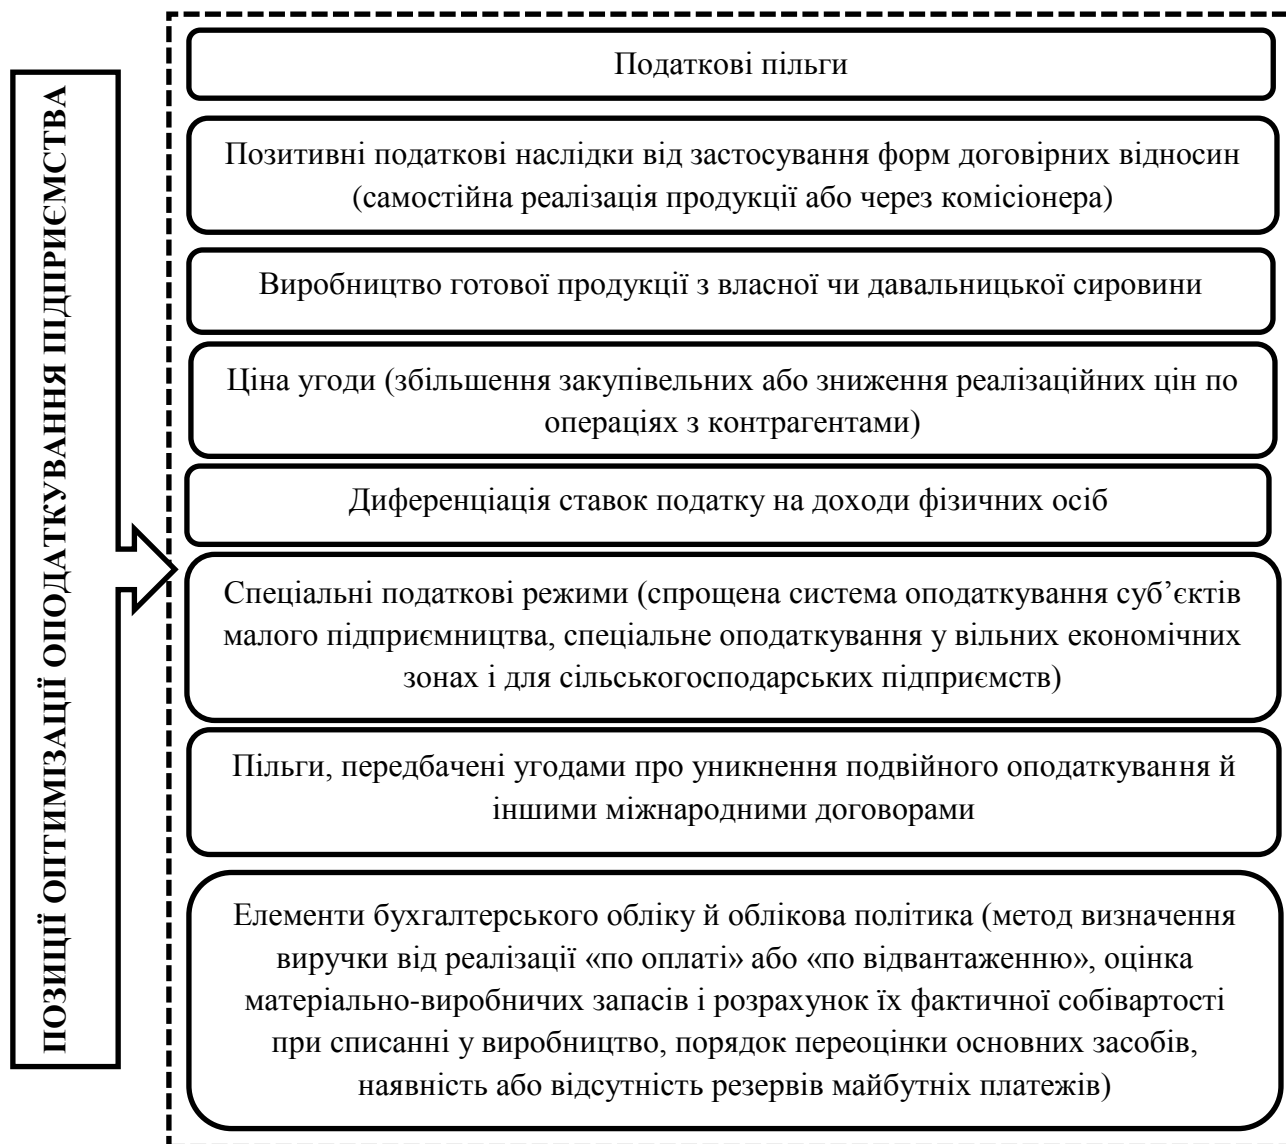 ПОЗИЦІЇ ОПТИМІЗАЦІЇ ОПОДАТКУВАННЯ ПІДПРИЄМСТВА
Податкові пільги
Позитивні податкові наслідки від застосування форм договірних відносин
(самостійна реалізація продукції або через комісіонера)
Виробництво готової продукції з власної чи давальницької сировини
Ціна угоди (збільшення закупівельних або зниження реалізаційних цін по
операціях з контрагентами)
Диференціація ставок податку на доходи фізичних осіб
Спеціальні податкові режими (спрощена система оподаткування суб’єктів
малого підприємництва, спеціальне оподаткування у вільних економічних
зонах і для сільськогосподарських підприємств)
Пільги, передбачені угодами про уникнення подвійного оподаткування й
іншими міжнародними договорами
Елементи бухгалтерського обліку й облікова політика (метод визначення
виручки від реалізації «по оплаті» або «по відвантаженню», оцінка
матеріально-виробничих запасів і розрахунок їх фактичної собівартості
при списанні у виробництво, порядок переоцінки основних засобів,
наявність або відсутність резервів майбутніх платежів)